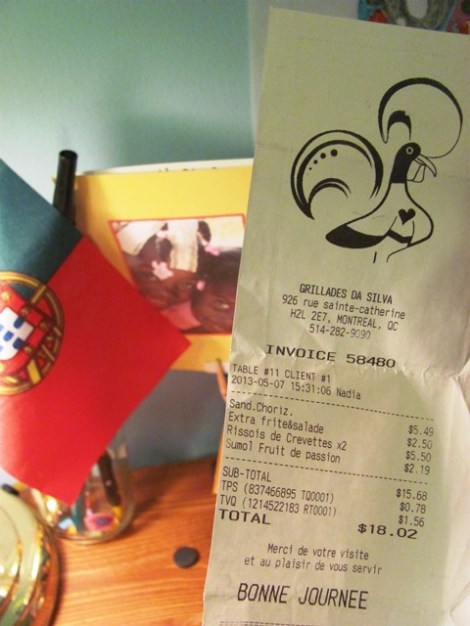 GRILLADES DA SILVA
926 rue sainte-catherine
H2L 2E7, MONTREAL, QC
514-282-9090
INVOICE 58480
TABLE #11 CLIENT #1
2013-05-07 15:31:06 Nadia
Sand.Choriz. $5.49
Extra frite&salade $2.50
Rissois de Crevettes x2 $5.50
Sumol Fruit de passion $2.19
SUB-TOTAL $15.68
TPS (837466895 TQ0001) $0.78
TVQ (1214522183 RT0001) $1.56
TOTAL $18.02
Merci de votre visite
et au plaisir de vous servir
BONNE JOURNEE